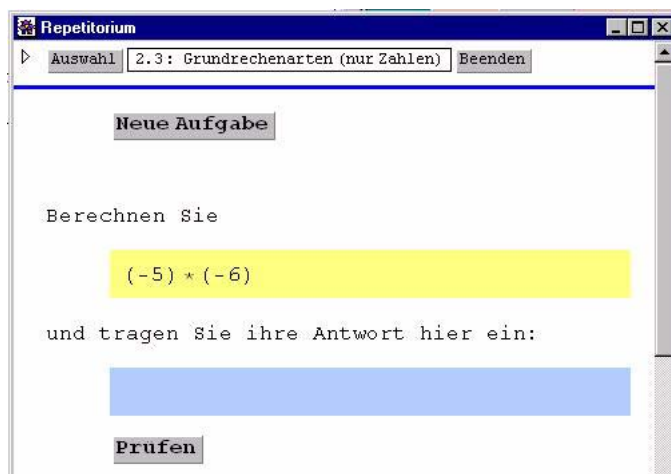 Repetitorium
Auswahl 2.3: Grundrechenarten (nur Zahlen) Beenden
Neue Aufgabe
Berechnen Sie
(-5) * (-6)
und tragen Sie ihre Antwort hier ein:
Prüfen